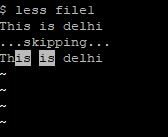 $ less file1
This is delhi
...skipping...
This is delhi
~
~
~
~